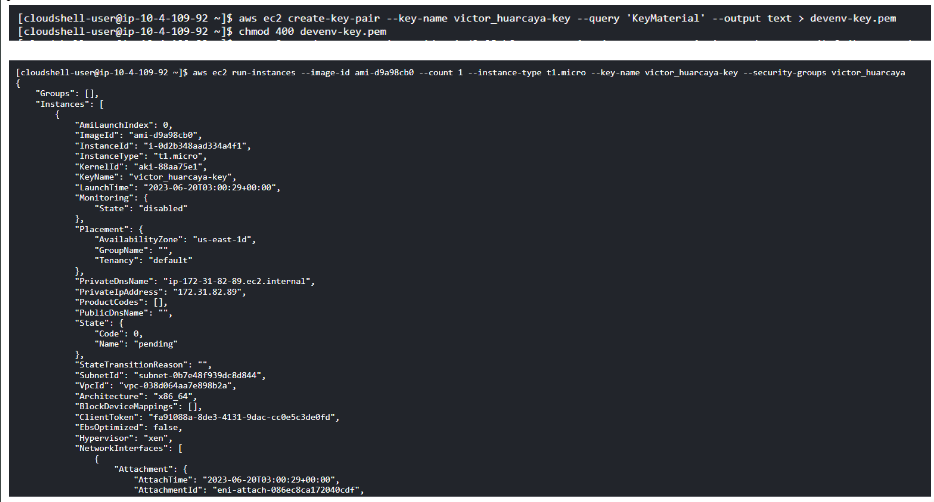 [cloudshell-user@ip-10-4-109-92 ~]$ aws ec2 create-key-pair --key-name victor_huarcaya-key --query 'KeyMaterial' --output text > devenv-key.pem
[cloudshell-user@ip-10-4-109-92 ~]$ chmod 400 devenv-key.pem
[cloudshell-user@ip-10-4-109-92 ~]$ aws ec2 run-instances --image-id ami-d9a98cb0 --count 1 --instance-type t1.micro --key-name victor_huarcaya-key --security-groups victor_huarcaya
{
    "Groups": [],
    "Instances": [
        {
            "AmiLaunchIndex": 0,
            "ImageId": "ami-d9a98cb0",
            "InstanceId": "i-0d2b348aad334a4f1",
            "InstanceType": "t1.micro",
            "KernelId": "aki-88aa75e1",
            "KeyName": "victor_huarcaya-key",
            "LaunchTime": "2023-06-20T03:00:29+00:00",
            "Monitoring": {
                "State": "disabled"
            },
            "Placement": {
                "AvailabilityZone": "us-east-1d",
                "GroupName": "",
                "Tenancy": "default"
            },
            "PrivateDnsName": "ip-172-31-82-89.ec2.internal",
            "PrivateIpAddress": "172.31.82.89",
            "ProductCodes": [],
            "PublicDnsName": "",
            "State": {
                "Code": 0,
                "Name": "pending"
            },
            "StateTransitionReason": "",
            "SubnetId": "subnet-0b7e48f939dc8d844",
            "VpcId": "vpc-038d064aa7e898b2a",
            "Architecture": "x86_64",
            "BlockDeviceMappings": [],
            "ClientToken": "fa91088a-8de3-4131-9dac-cc0e5c3de0fd",
            "EbsOptimized": false,
            "Hypervisor": "xen",
            "NetworkInterfaces": [
                {
                    "Attachment": {
                        "AttachTime": "2023-06-20T03:00:29+00:00",
                        "AttachmentId": "eni-attach-086ec8ca172040cdf",